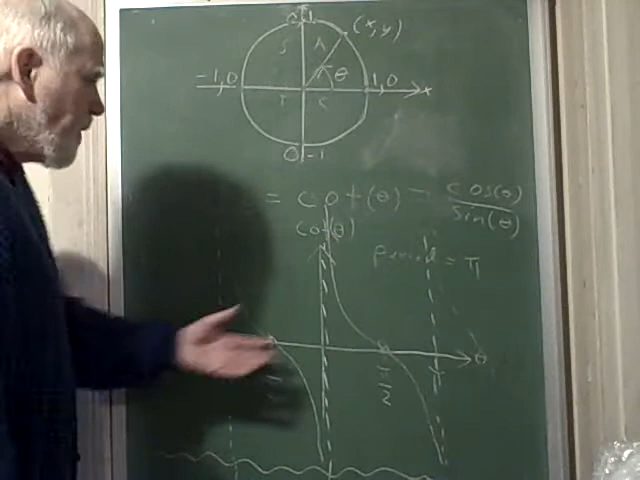 0,1
(x,y)
S A
θ
-1,0 1,0 x
T C
0,-1
= cot(θ) = cos(θ)/sin(θ)
cot(θ)
period = π
θ
π/2 π